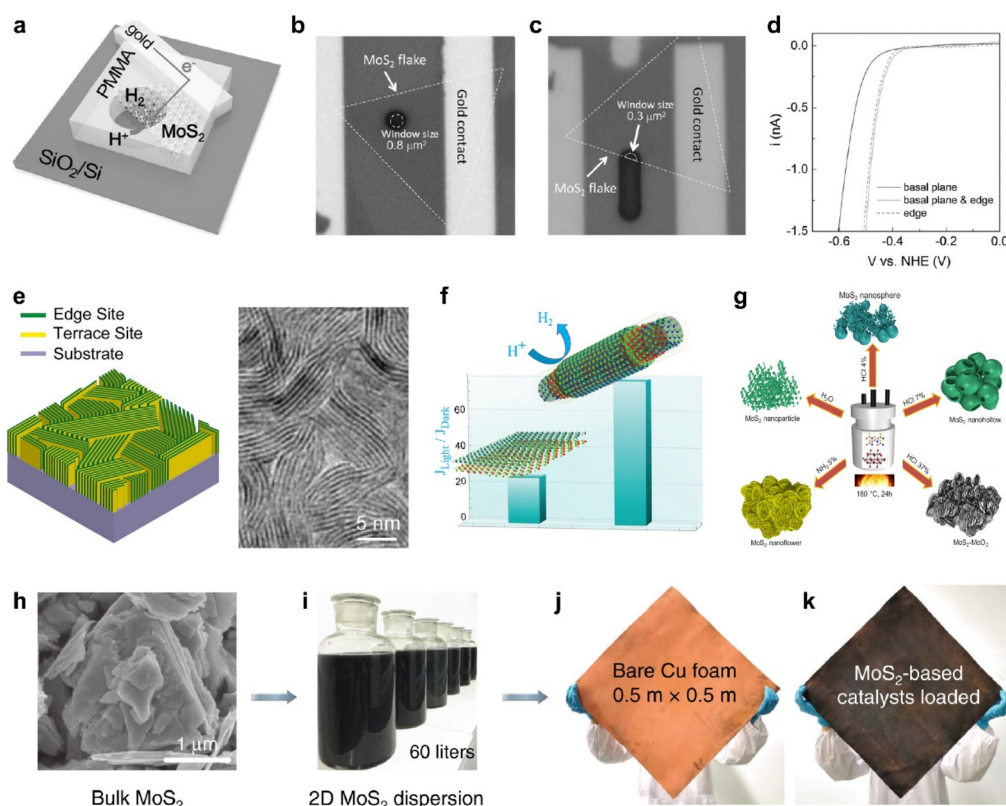 a
gold
e⁻
PMMA
H₂
H⁺
MoS₂
SiO₂/Si
b
MoS₂ flake
Window size
0.8 μm²
Gold contact
c
Window size
0.3 μm²
MoS₂ flake
Gold contact
d
i (nA)
0.0
-0.5
-1.0
-1.5
basal plane
basal plane & edge
edge
-0.6
-0.4
-0.2
0.0
V vs. NHE (V)
e
Edge Site
Terrace Site
Substrate
5 nm
f
H₂
H⁺
J_Light / J_Dark
60
40
20
0
g
MoS₂ nanosphere
HCl 4%
MoS₂ nanoparticle
H₂O
HCl 7%
MoS₂ nanohollow
NH₃ 5%
HCl 37%
180 °C, 24h
MoS₂ nanoflower
MoS₂-MoO₂
h
1 μm
Bulk MoS₂
i
60 liters
2D MoS₂ dispersion
j
Bare Cu foam
0.5 m × 0.5 m
k
MoS₂-based
catalysts loaded